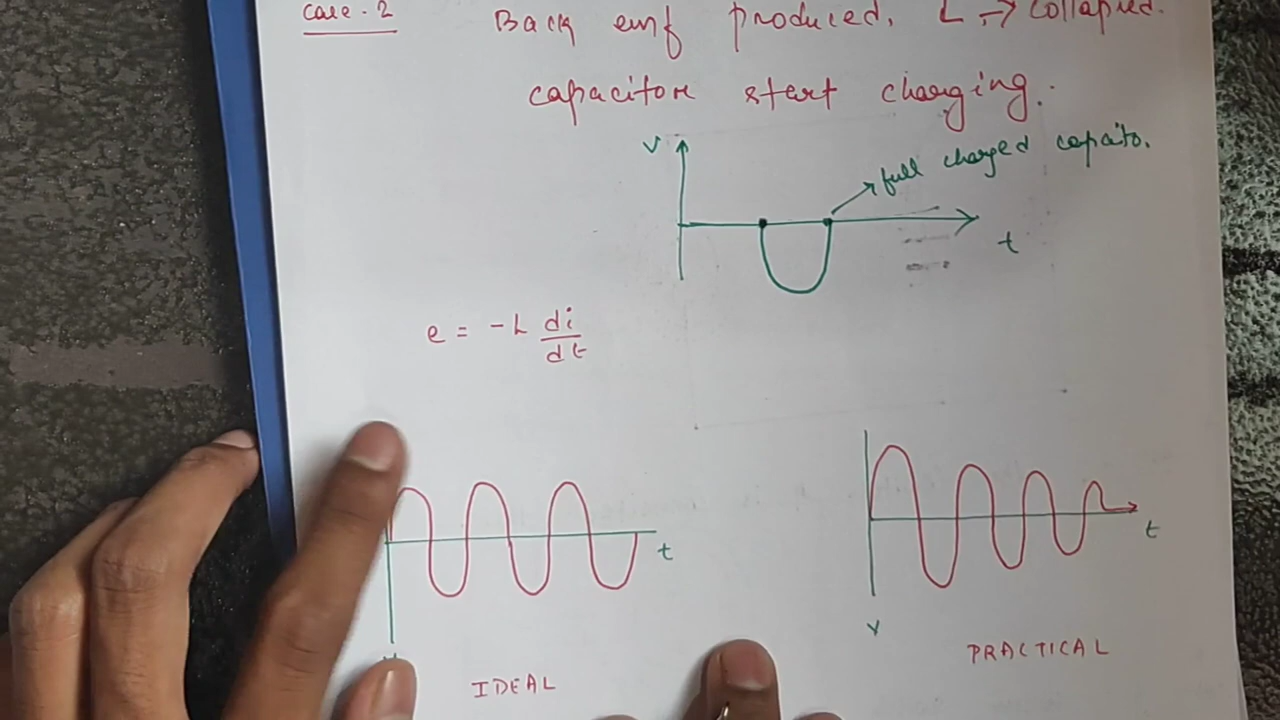 Case - 2
Back emf produced. L → Collapsed.
capacitor start charging.
V
full charged capaito.
t
e = -L di/dt
t
t
V
IDEAL
PRACTICAL